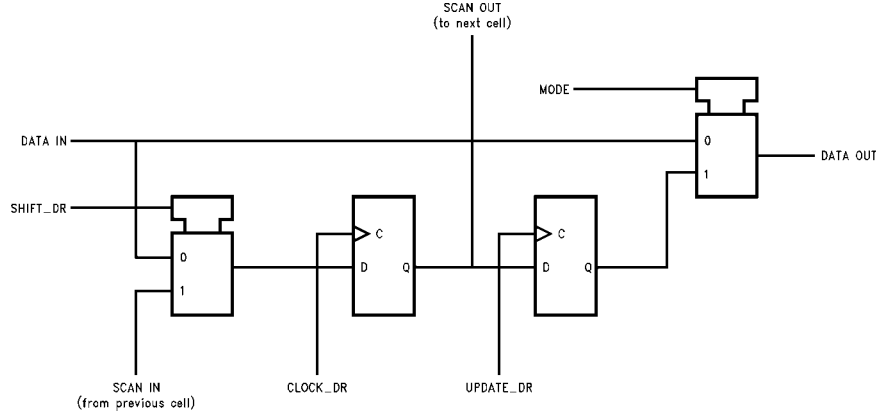 SCAN OUT
(to next cell)
MODE
DATA IN
0
DATA OUT
1
SHIFT_DR
C
C
0
D
Q
D
Q
1
SCAN IN
(from previous cell)
CLOCK_DR
UPDATE_DR